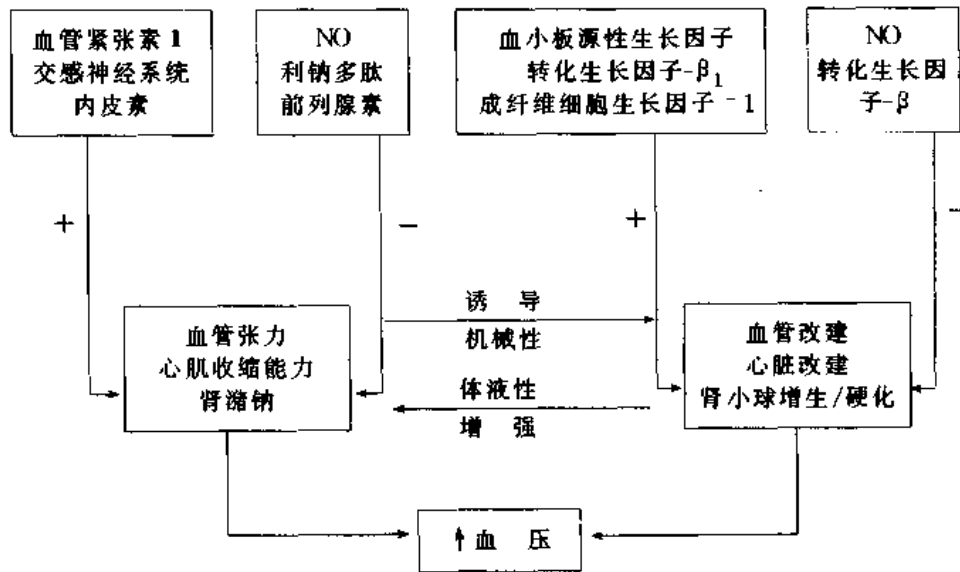 血管紧张素1
交感神经系统
内皮素
NO
利钠多肽
前列腺素
血小板源性生长因子
转化生长因子-β₁
成纤维细胞生长因子-1
NO
转化生长因
子-β
+
−
+
−
诱 导
机械性
体液性
增 强
血管张力
心肌收缩能力
肾潴钠
血管改建
心脏改建
肾小球增生/硬化
↑血 压